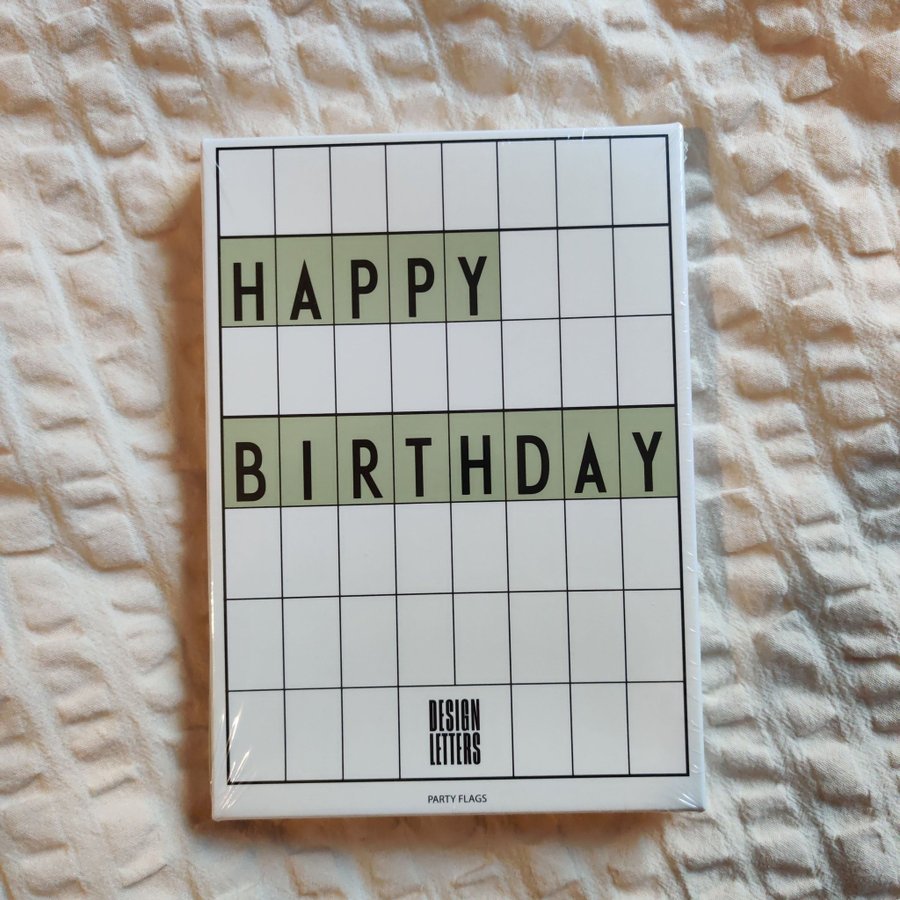 HAPPY
BIRTHDAY
DESIGN
LETTERS
PARTY FLAGS